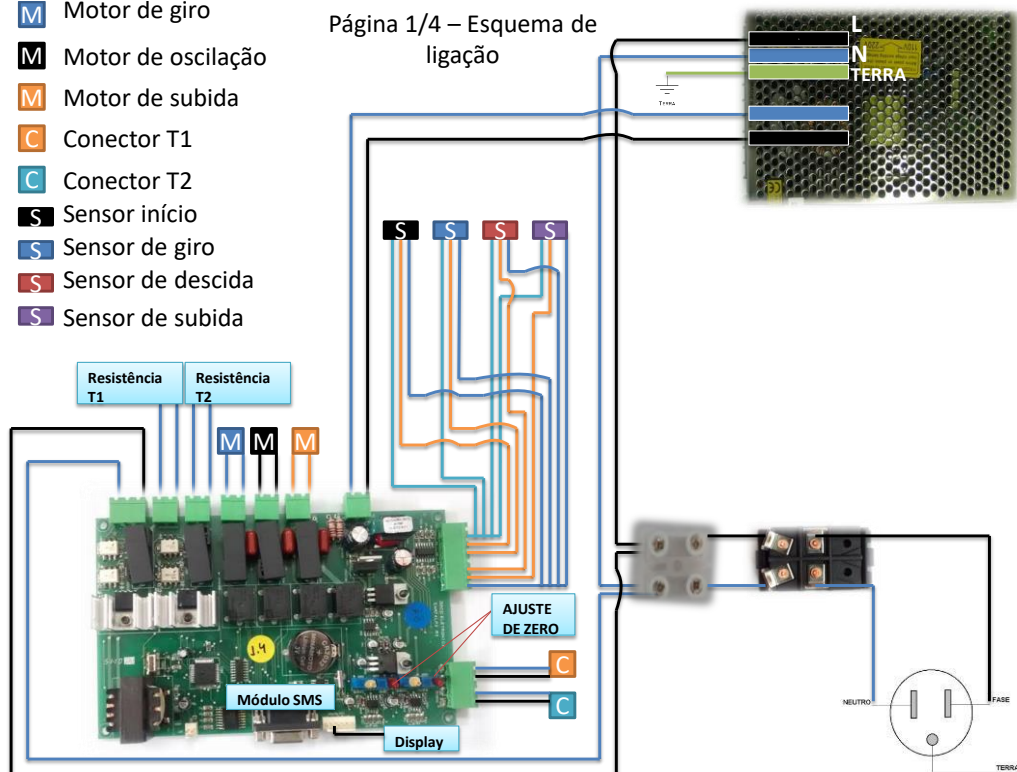 M Motor de giro
M Motor de oscilação
M Motor de subida
C Conector T1
C Conector T2
S Sensor início
S Sensor de giro
S Sensor de descida
S Sensor de subida
Página 1/4 – Esquema de
ligação
L
N
TERRA
TERRA
S S S S
Resistência
T1
Resistência
T2
M M M
AJUSTE
DE ZERO
1.4
C
Módulo SMS
C
Display
NEUTRO
FASE
TERRA